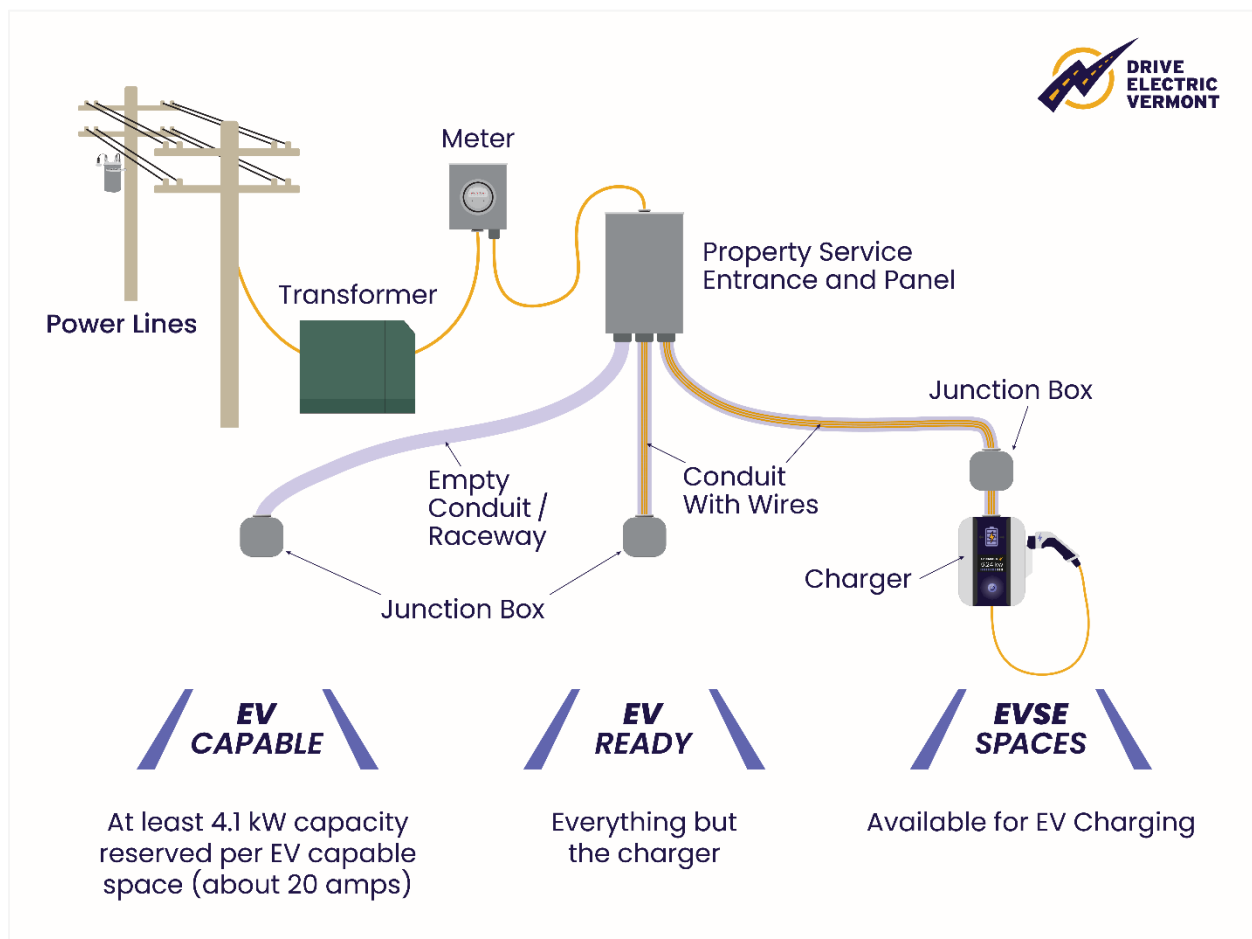 DRIVE
ELECTRIC
VERMONT
Meter
Property Service
Entrance and Panel
Transformer
Power Lines
Junction Box
Empty
Conduit /
Raceway
Conduit
With Wires
Charger
Junction Box
EV
CAPABLE
EV
READY
EVSE
SPACES
At least 4.1 kW capacity
reserved per EV capable
space (about 20 amps)
Everything but
the charger
Available for EV Charging